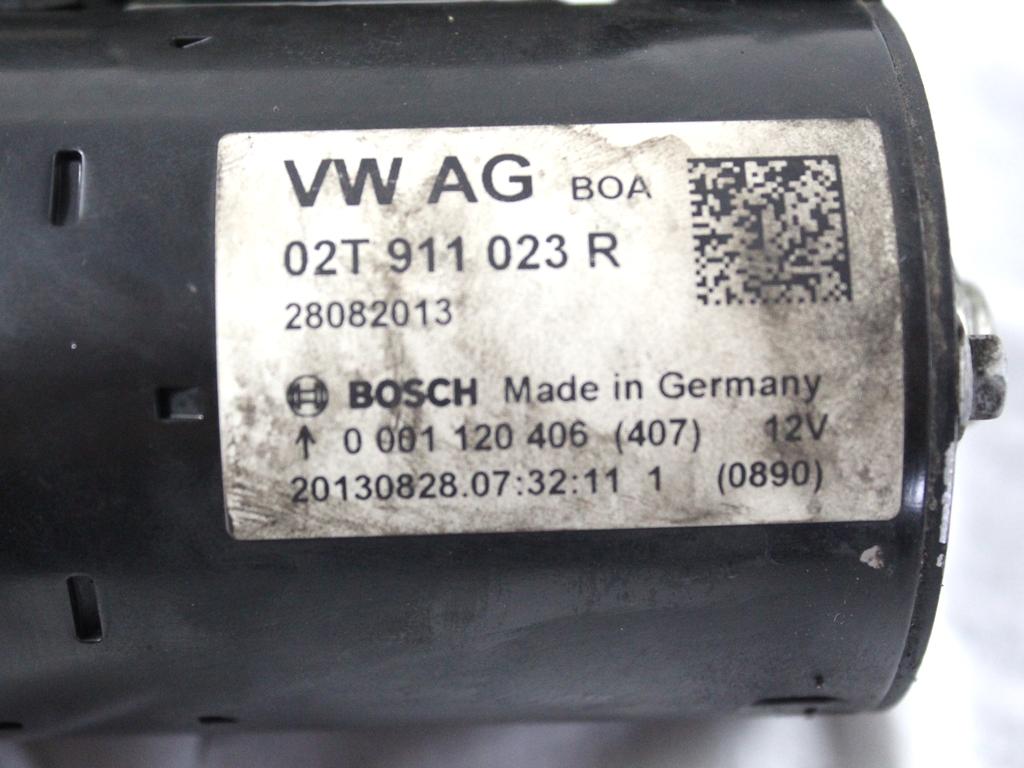 VW AG BOA
02T 911 023 R
28082013
BOSCH Made in Germany
↑ 0 001 120 406 (407) 12V
20130828.07:32:11 1 (0890)